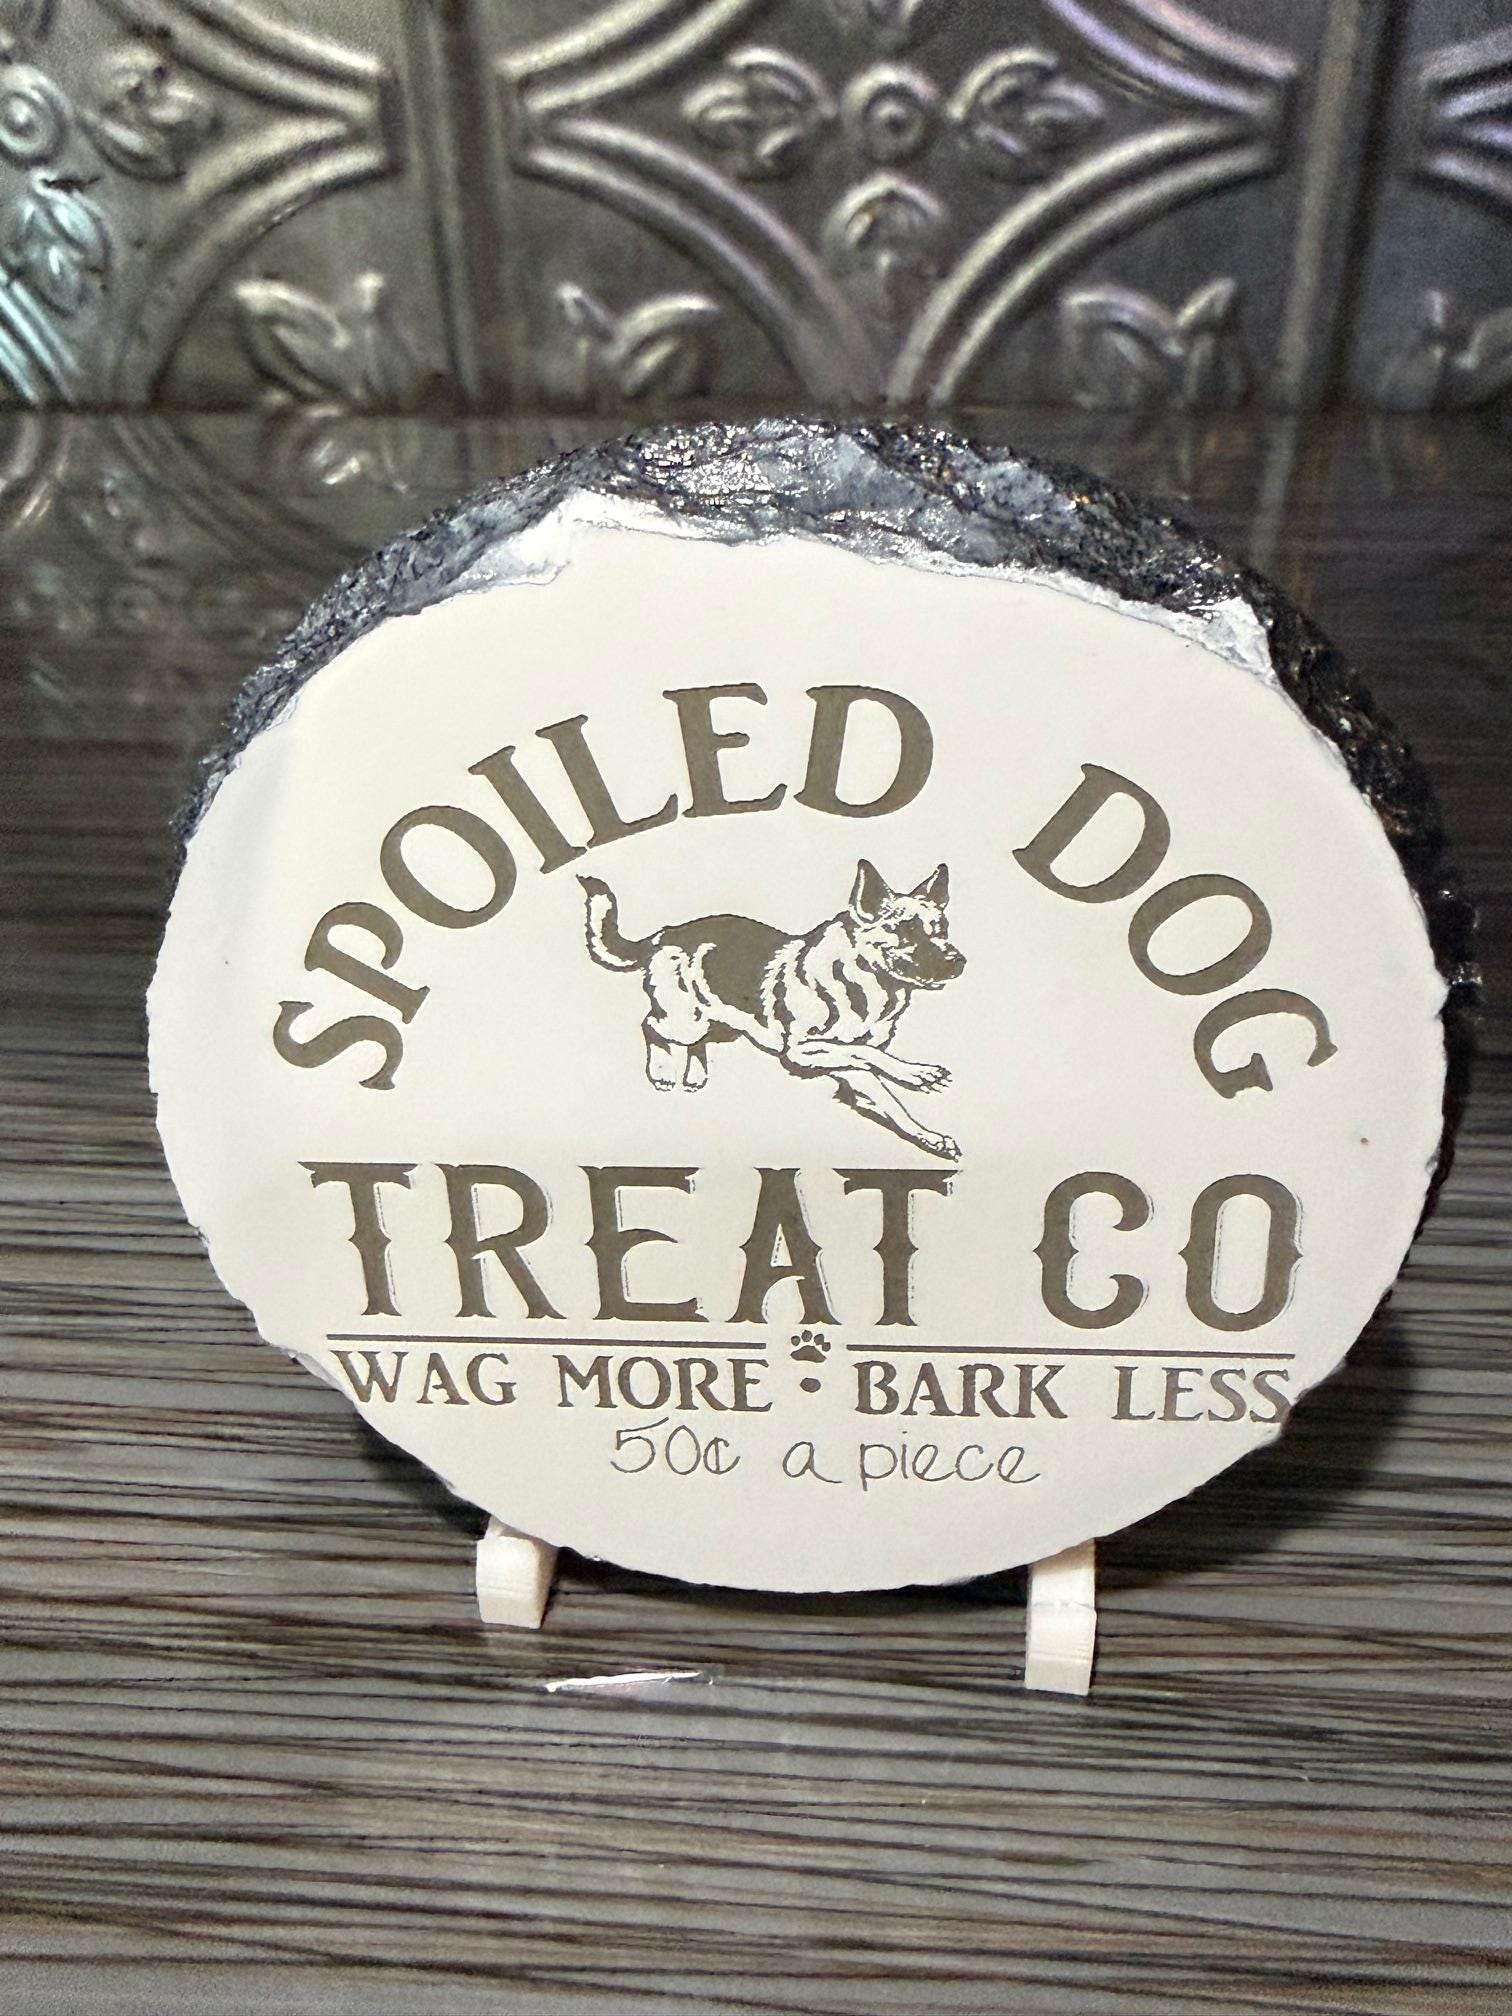 SPOILED DOG
TREAT CO
WAG MORE BARK LESS
50¢ a piece